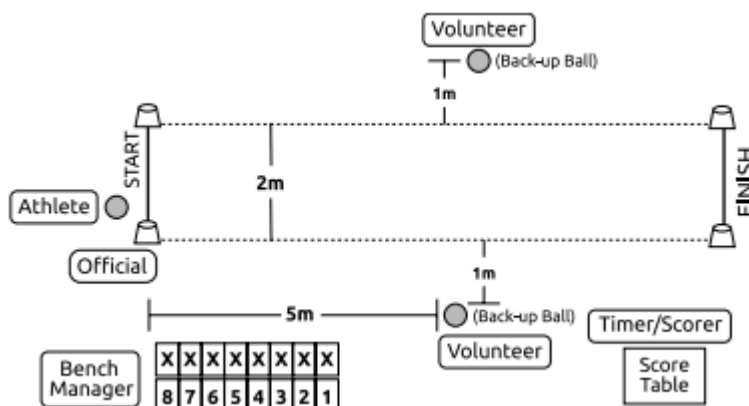 Volunteer
(Back-up Ball)
1m
START
2m
FINISH
Athlete
Official
1m
5m
(Back-up Ball)
Volunteer
Timer/Scorer
Bench
Manager
X X X X X X X X
8 7 6 5 4 3 2 1
Score
Table